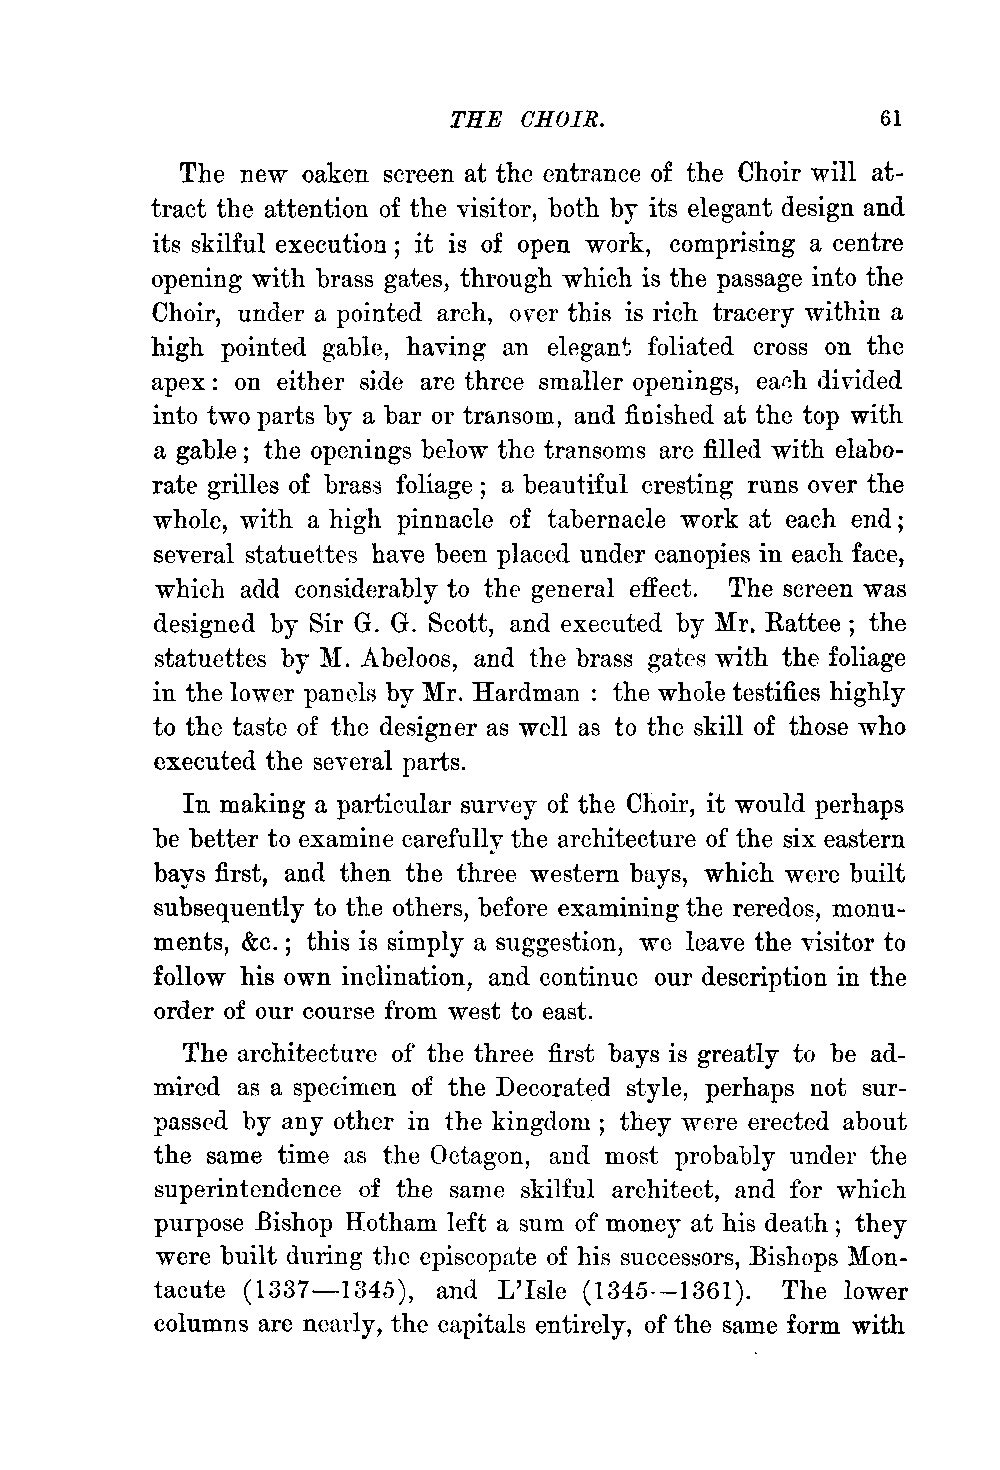 THE CHOIR. 61
The new oaken screen at the entrance of the Choir will at-
tract the attention of the visitor, both by its elegant design and
its skilful execution ; it is of open work, comprising a centre
opening with brass gates, through which is the passage into the
Choir, under a pointed arch, over this is rich tracery within a
high pointed gable, having an elegant foliated cross on the
apex : on either side are three smaller openings, each divided
into two parts by a bar or transom, and finished at the top with
a gable ; the openings below the transoms are filled with elabo-
rate grilles of brass foliage ; a beautiful cresting runs over the
whole, with a high pinnacle of tabernacle work at each end ;
several statuettes have been placed under canopies in each face,
which add considerably to the general effect. The screen was
designed by Sir G. G. Scott, and executed by Mr. Rattee ; the
statuettes by M. Abeloos, and the brass gates with the foliage
in the lower panels by Mr. Hardman : the whole testifies highly
to the taste of the designer as well as to the skill of those who
executed the several parts.
In making a particular survey of the Choir, it would perhaps
be better to examine carefully the architecture of the six eastern
bays first, and then the three western bays, which were built
subsequently to the others, before examining the reredos, monu-
ments, &c. ; this is simply a suggestion, we leave the visitor to
follow his own inclination, and continue our description in the
order of our course from west to east.
The architecture of the three first bays is greatly to be ad-
mired as a specimen of the Decorated style, perhaps not sur-
passed by any other in the kingdom ; they were erected about
the same time as the Octagon, and most probably under the
superintendence of the same skilful architect, and for which
purpose Bishop Hotham left a sum of money at his death ; they
were built during the episcopate of his successors, Bishops Mon-
tacute (1337—1345), and L'Isle (1345—1361). The lower
columns are nearly, the capitals entirely, of the same form with